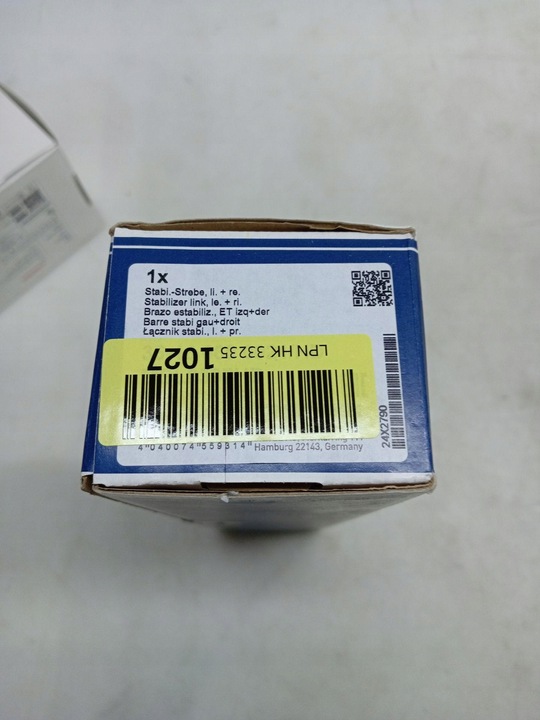 1x
Stabi.-Strebe, li. + re.
Stabilizer link, le. + ri.
Brazo estabiliz., ET izq+der
Barre stabi gau+droit
Łącznik stabi., l. + pr.
LPN HK 33235 1027
4 040074 559314
Hamburg 22143, Germany
24X2790